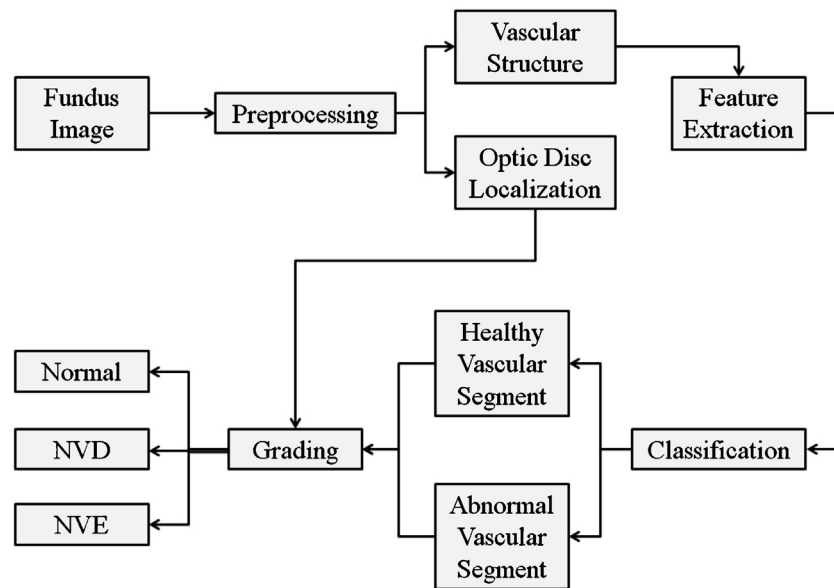 Fundus
Image
Preprocessing
Vascular
Structure
Optic Disc
Localization
Feature
Extraction
Classification
Healthy
Vascular
Segment
Abnormal
Vascular
Segment
Grading
Normal
NVD
NVE